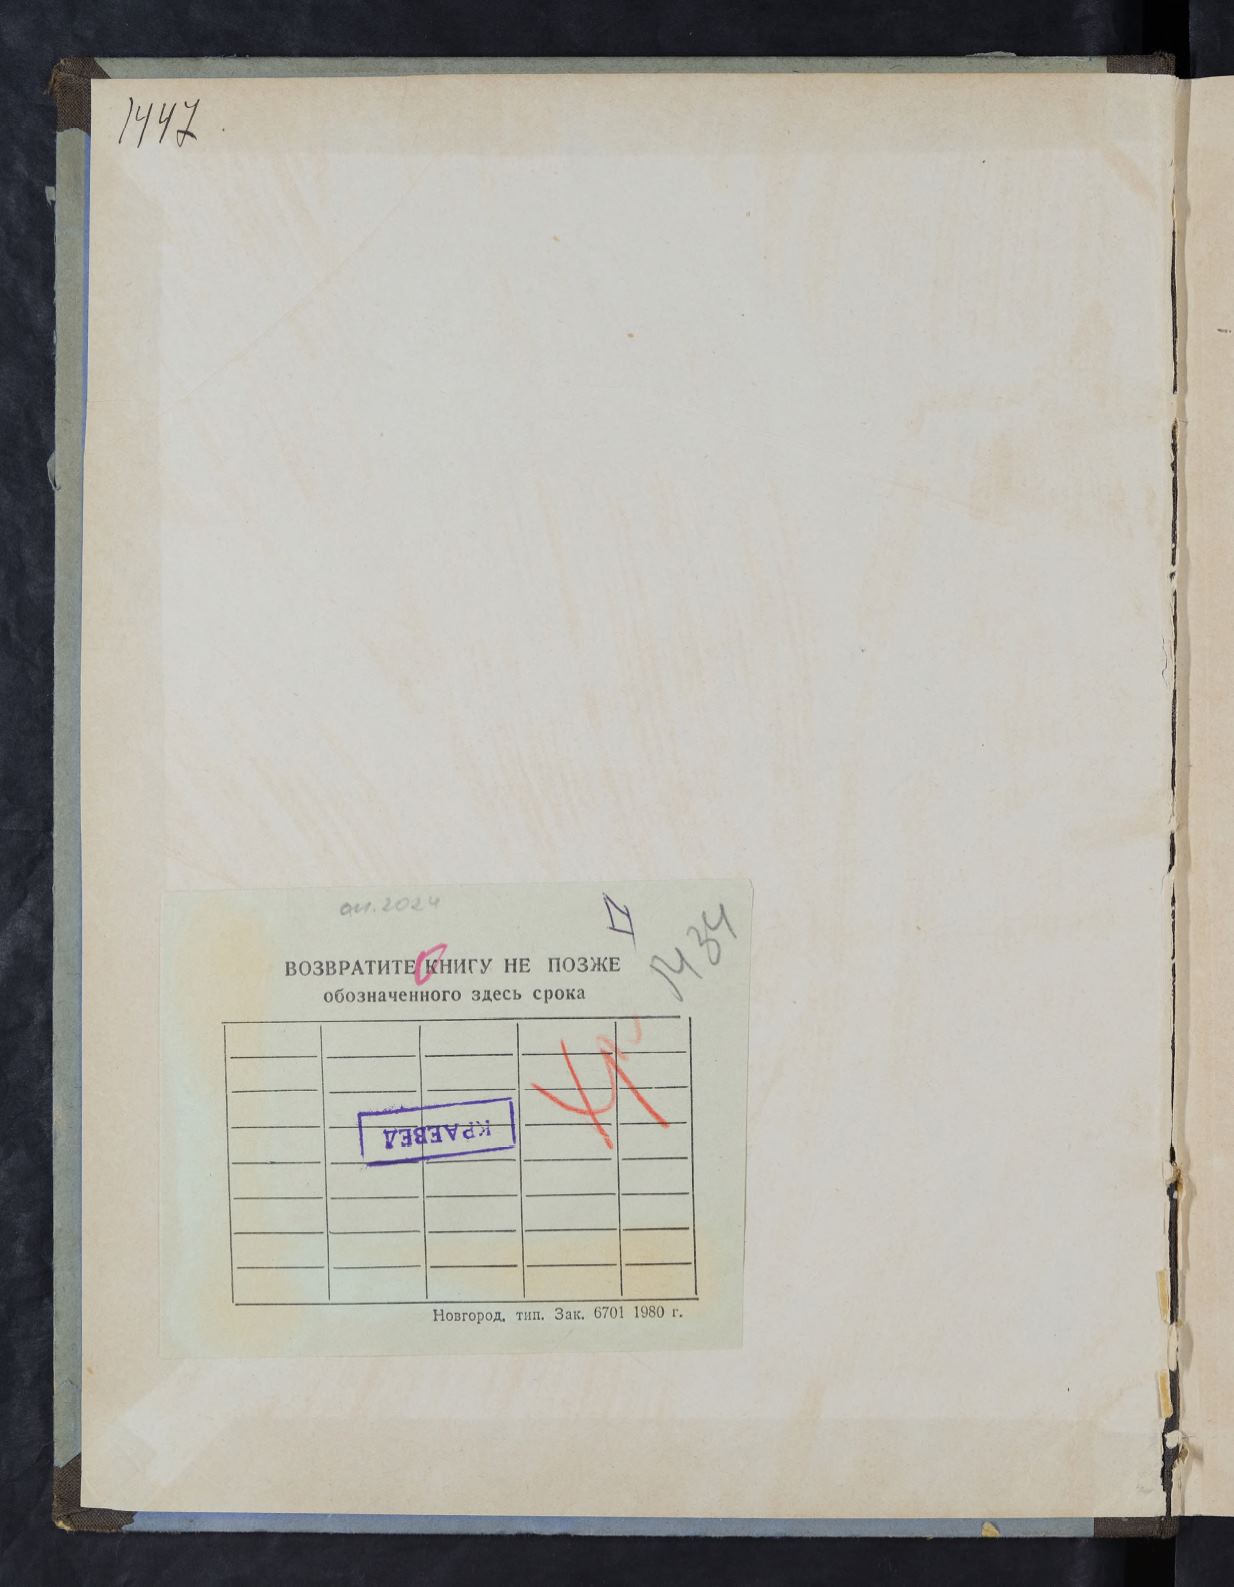 1447
оп. 2024
1434
ВОЗВРАТИТЕ КНИГУ НЕ ПОЗЖЕ
обозначенного здесь срока
КРАЕВЕД
Новгород. тип. Зак. 6701 1980 г.